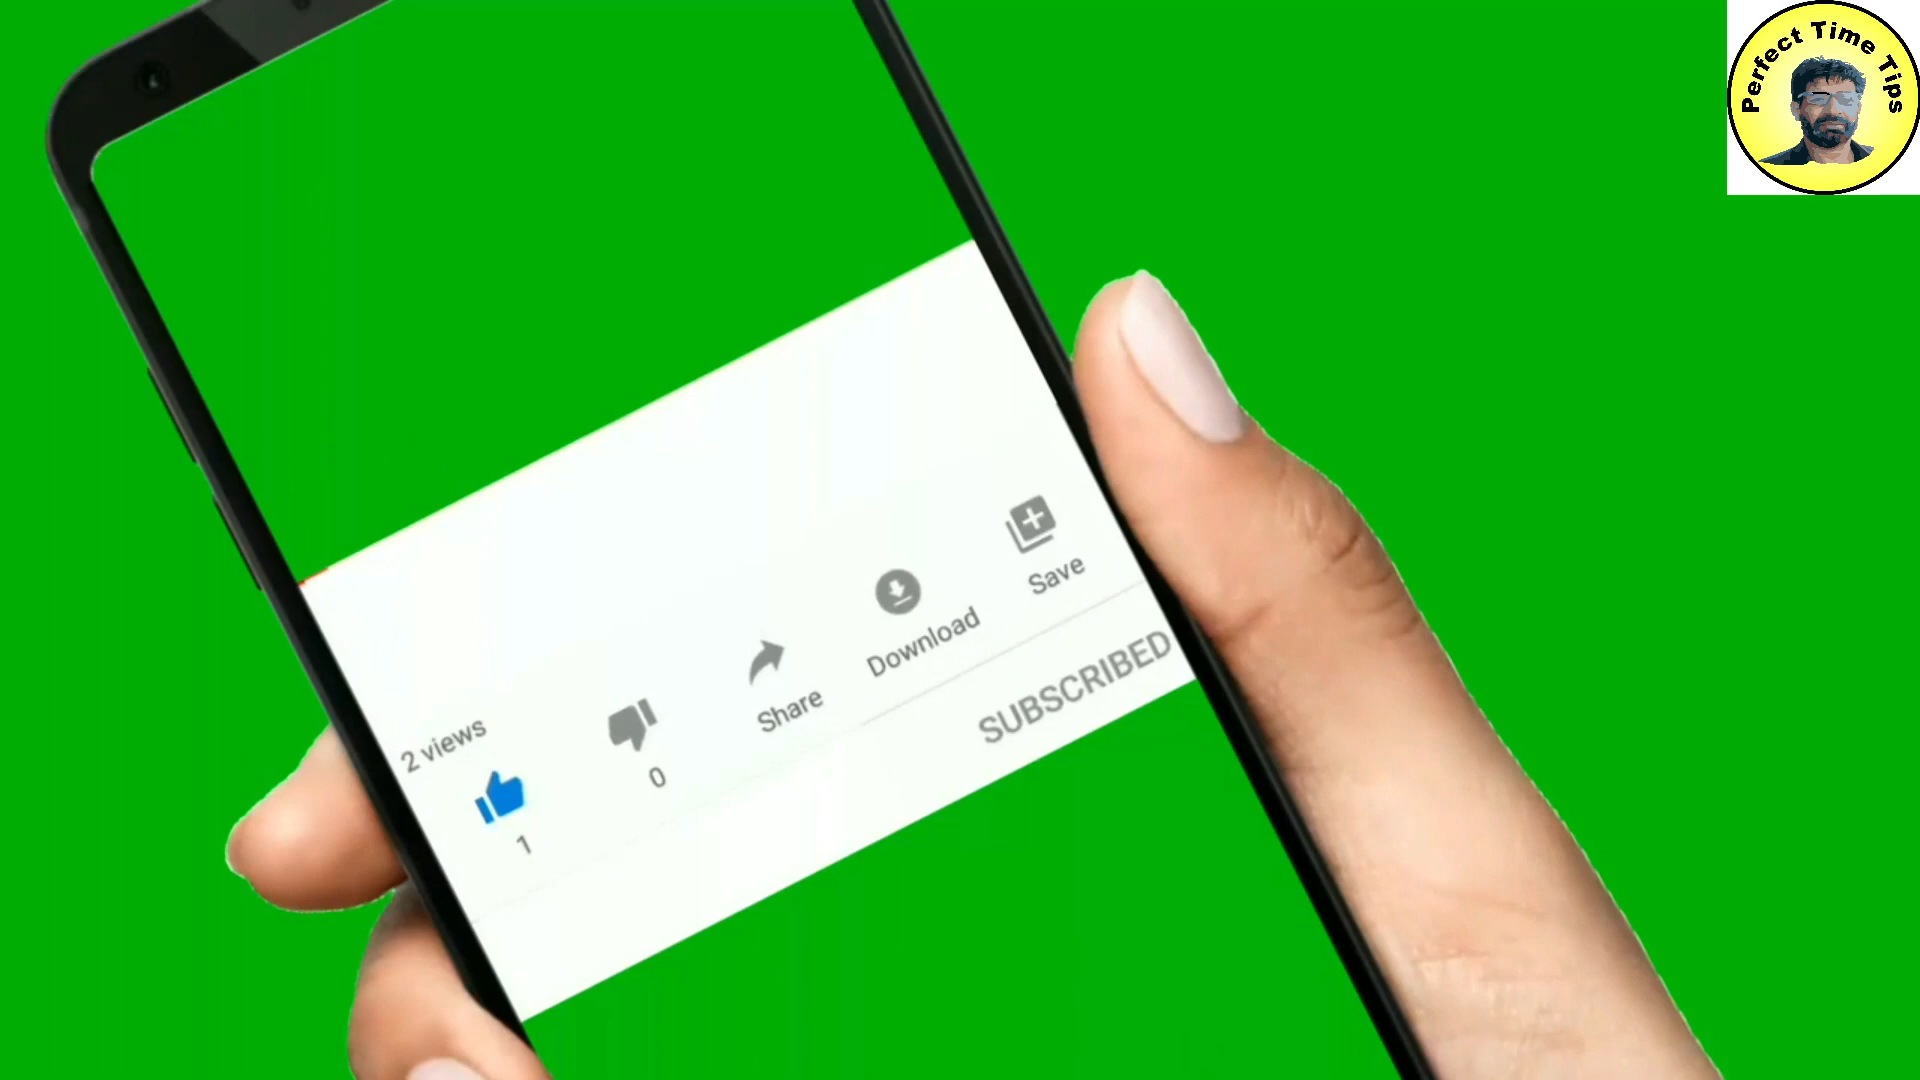 Perfect Time Tips
2 views
1
0
Share
Download
Save
SUBSCRIBED